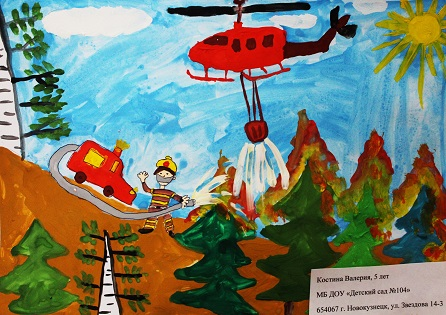 Костина Валерия, 5 лет
МБ ДОУ «Детский сад №104»
654067 г. Новокузнецк, ул. Звездова 14-3